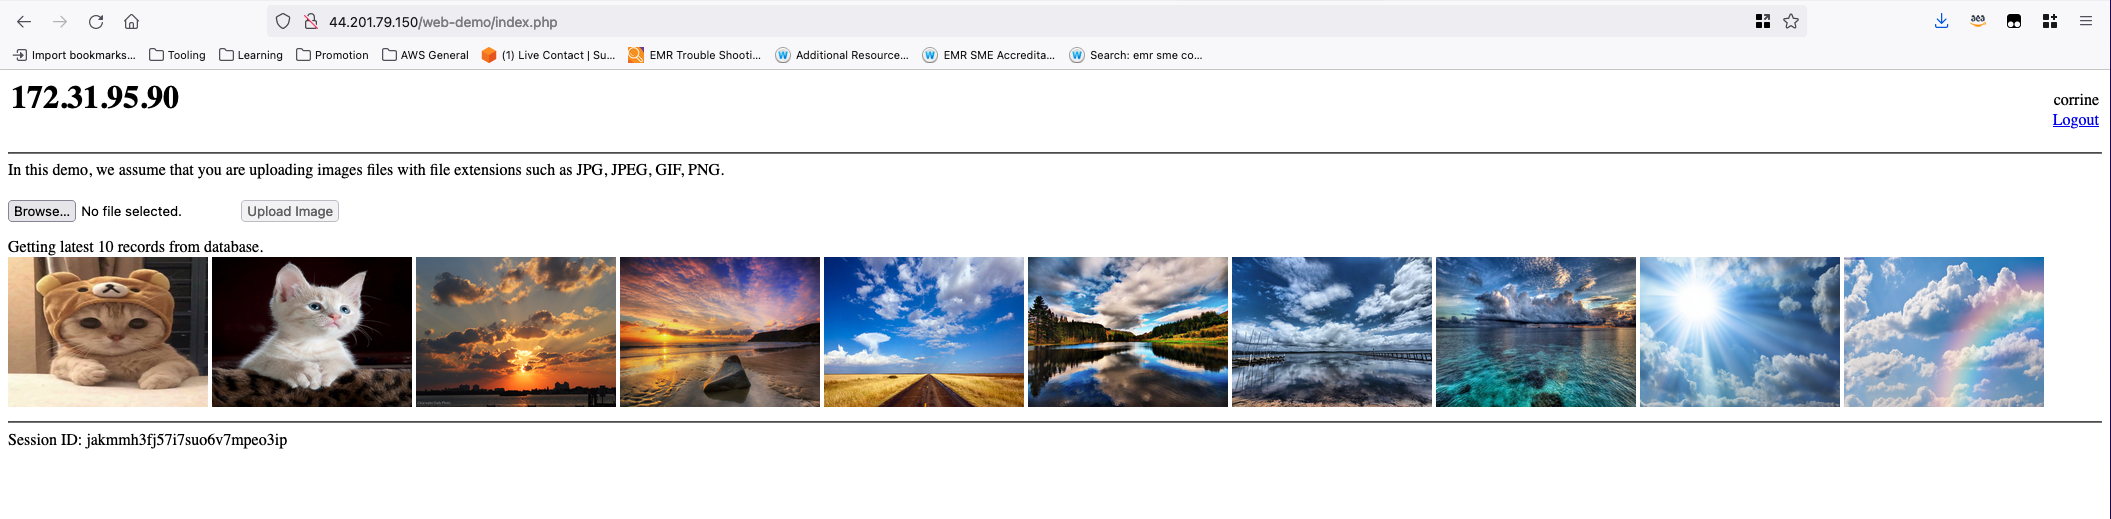 44.201.79.150/web-demo/index.php
Import bookmarks... Tooling Learning Promotion AWS General (1) Live Contact | Su... EMR Trouble Shooti... Additional Resource... EMR SME Accredita... Search: emr sme co...
172.31.95.90
corrine
Logout
In this demo, we assume that you are uploading images files with file extensions such as JPG, JPEG, GIF, PNG.
Browse... No file selected. Upload Image
Getting latest 10 records from database.
Session ID: jakmmh3fj57i7suo6v7mpeo3ip